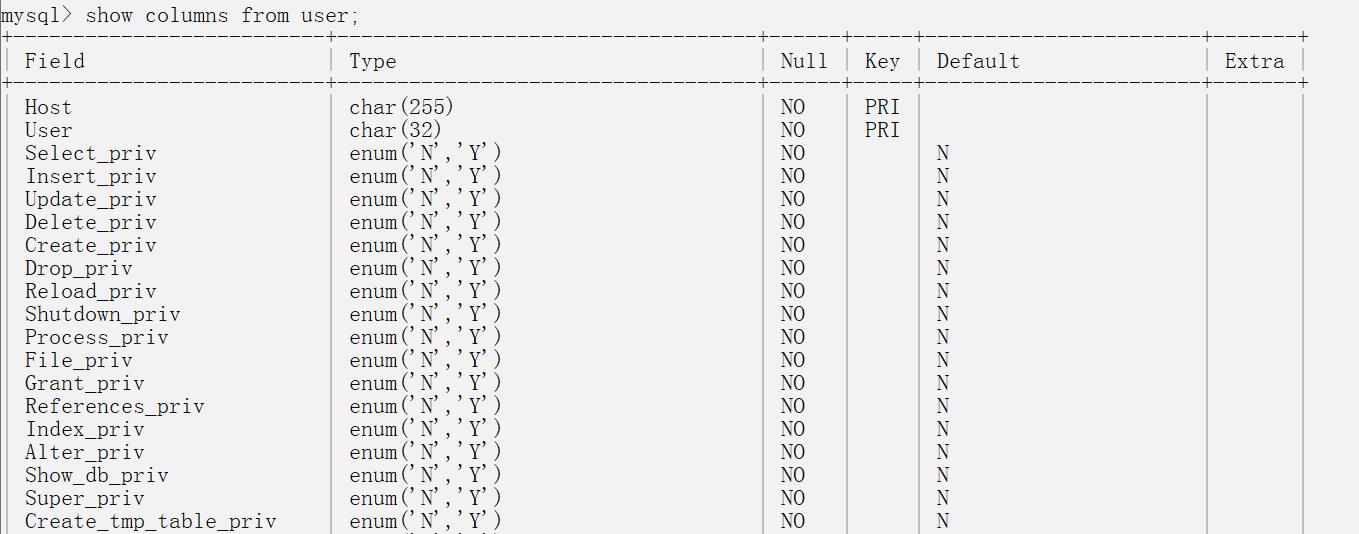 mysql> show columns from user;
Field Type Null Key Default Extra
Host char(255) NO PRI
User char(32) NO PRI
Select_priv enum('N','Y') NO N
Insert_priv enum('N','Y') NO N
Update_priv enum('N','Y') NO N
Delete_priv enum('N','Y') NO N
Create_priv enum('N','Y') NO N
Drop_priv enum('N','Y') NO N
Reload_priv enum('N','Y') NO N
Shutdown_priv enum('N','Y') NO N
Process_priv enum('N','Y') NO N
File_priv enum('N','Y') NO N
Grant_priv enum('N','Y') NO N
References_priv enum('N','Y') NO N
Index_priv enum('N','Y') NO N
Alter_priv enum('N','Y') NO N
Show_db_priv enum('N','Y') NO N
Super_priv enum('N','Y') NO N
Create_tmp_table_priv enum('N','Y') NO N